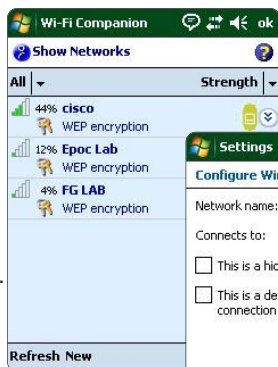 Wi-Fi Companion ok
Show Networks
All Strength
44% cisco
WEP encryption
12% Epoc Lab
WEP encryption
4% FG LAB
WEP encryption
Settings
Configure Wi
Network name:
Connects to:
This is a hid
This is a de
connection
Refresh New